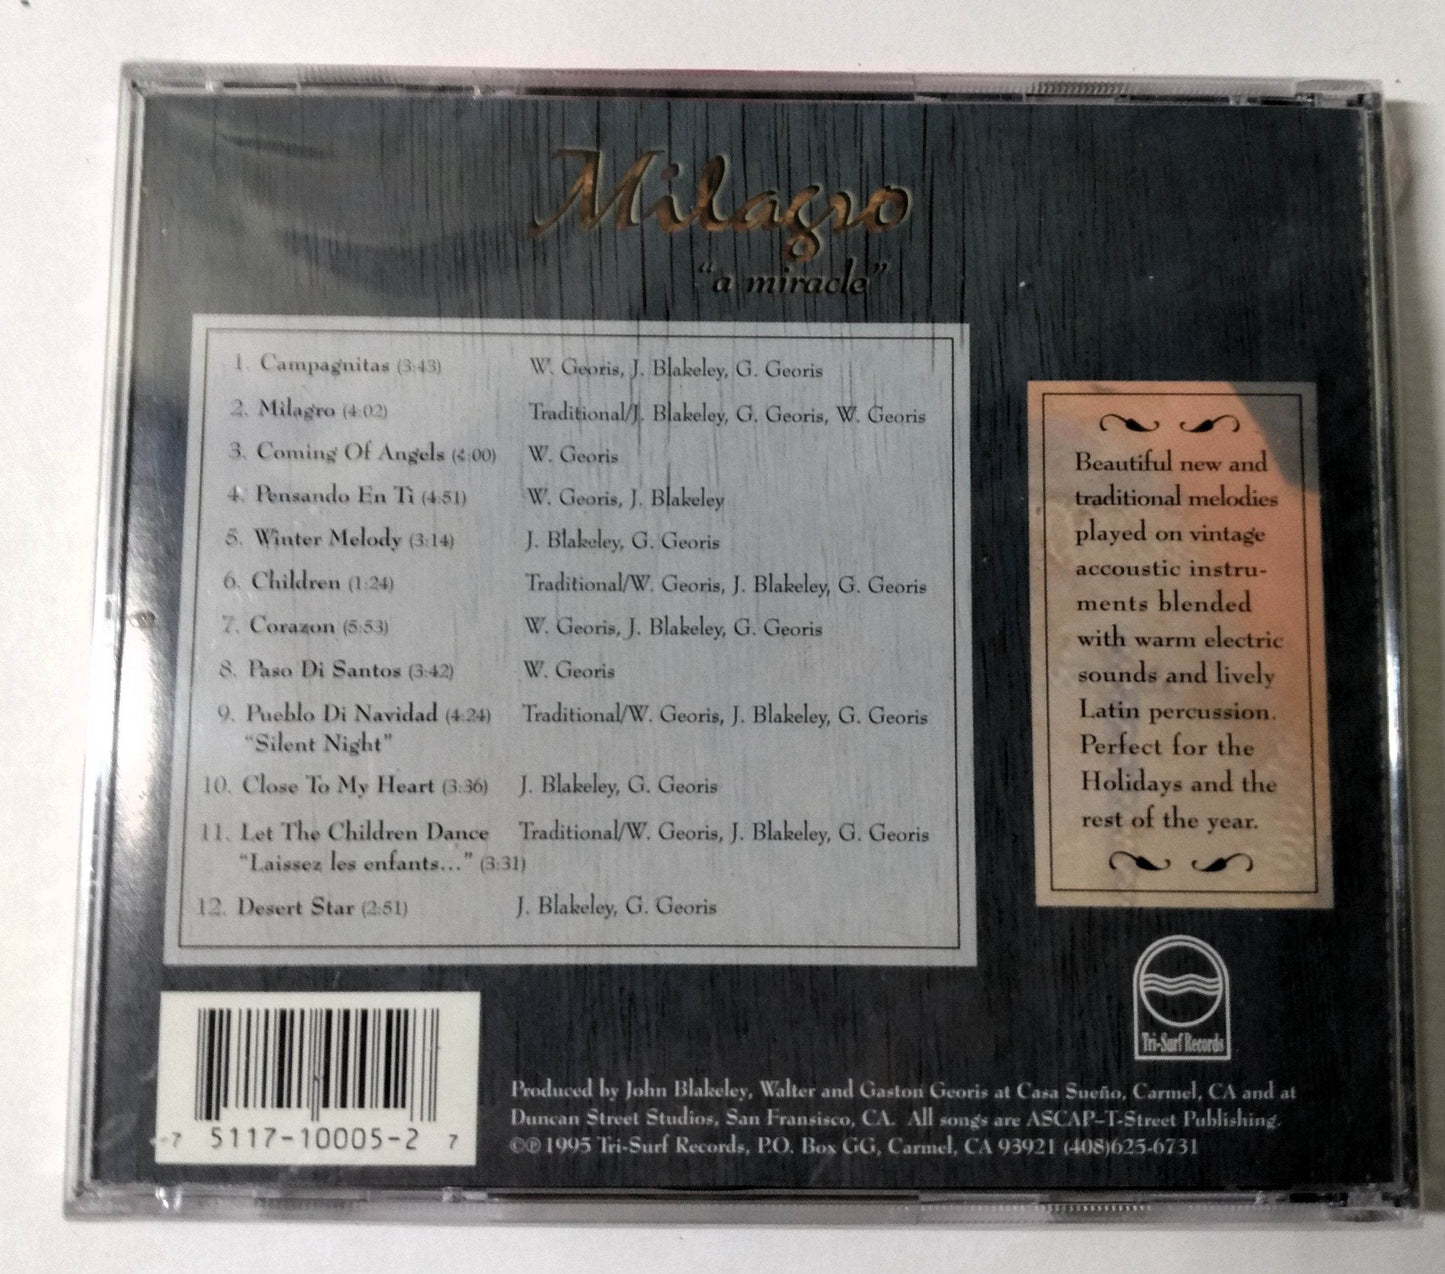 Milagro
"a miracle"
1. Campagnitas (3:43) W. Georis, J. Blakeley, G. Georis
2. Milagro (4:02) Traditional/J. Blakeley, G. Georis, W. Georis
3. Coming Of Angels (4:00) W. Georis
4. Pensando En Ti (4:51) W. Georis, J. Blakeley
5. Winter Melody (3:14) J. Blakeley, G. Georis
6. Children (1:24) Traditional/W. Georis, J. Blakeley, G. Georis
7. Corazon (5:53) W. Georis, J. Blakeley, G. Georis
8. Paso Di Santos (3:42) W. Georis
9. Pueblo Di Navidad (4:24) Traditional/W. Georis, J. Blakeley, G. Georis
"Silent Night"
10. Close To My Heart (3:36) J. Blakeley, G. Georis
11. Let The Children Dance Traditional/W. Georis, J. Blakeley, G. Georis
"Laissez les enfants..." (3:31)
12. Desert Star (2:51) J. Blakeley, G. Georis
Beautiful new and
traditional melodies
played on vintage
accoustic instru-
ments blended
with warm electric
sounds and lively
Latin percussion.
Perfect for the
Holidays and the
rest of the year.
Tri-Surf Records
7 5117-10005-2 7
Produced by John Blakeley, Walter and Gaston Georis at Casa Sueño, Carmel, CA and at
Duncan Street Studios, San Fransisco, CA. All songs are ASCAP–T-Street Publishing.
©℗1995 Tri-Surf Records, P.O. Box GG, Carmel, CA 93921 (408)625-6731